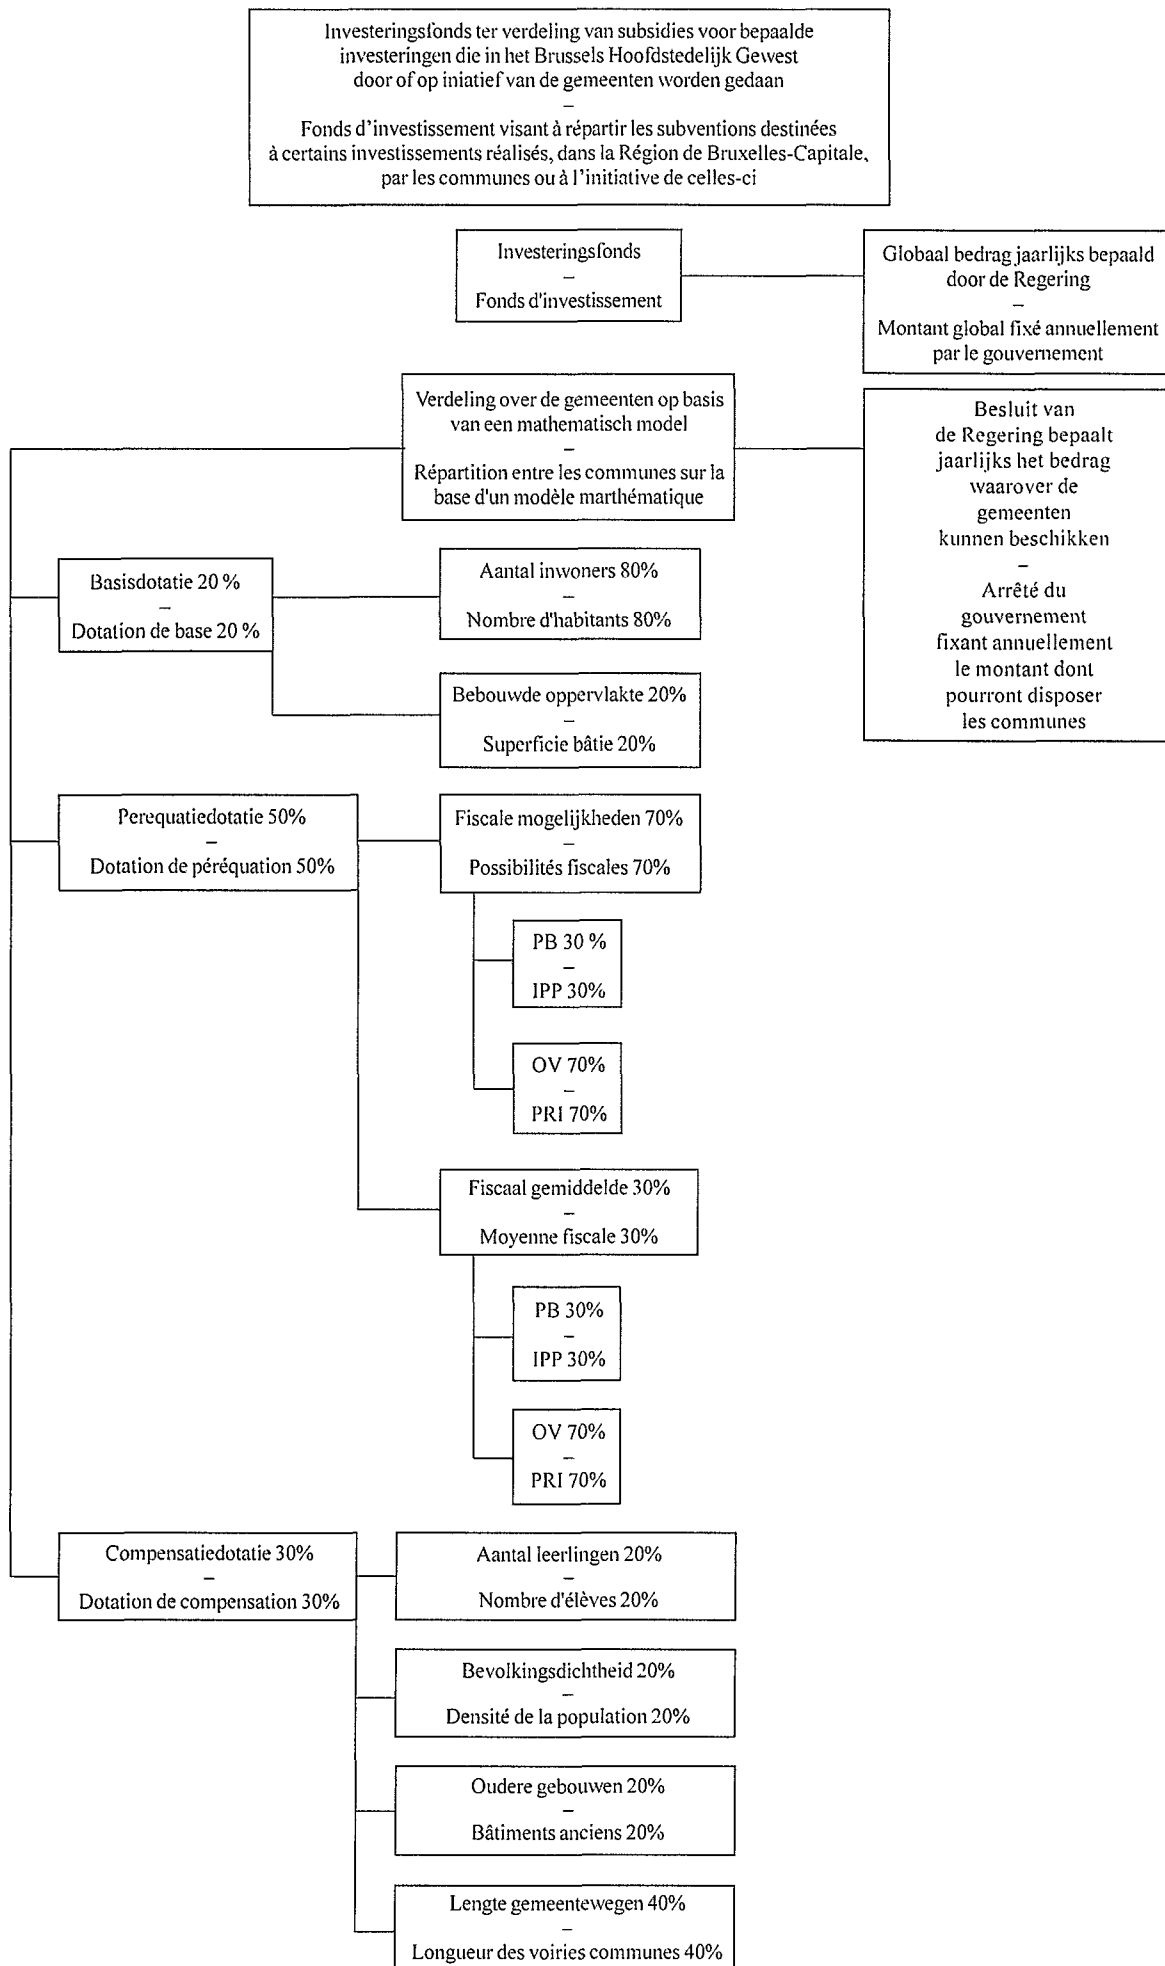 Investeringsfonds ter verdeling van subsidies voor bepaalde
investeringen die in het Brussels Hoofdstedelijk Gewest
door of op iniatief van de gemeenten worden gedaan
–
Fonds d'investissement visant à répartir les subventions destinées
à certains investissements réalisés, dans la Région de Bruxelles-Capitale,
par les communes ou à l'initiative de celles-ci
Investeringsfonds
–
Fonds d'investissement
Globaal bedrag jaarlijks bepaald
door de Regering
–
Montant global fixé annuellement
par le gouvernement
Verdeling over de gemeenten op basis
van een mathematisch model
–
Répartition entre les communes sur la
base d'un modèle marthématique
Besluit van
de Regering bepaalt
jaarlijks het bedrag
waarover de
gemeenten
kunnen beschikken
–
Arrêté du
gouvernement
fixant annuellement
le montant dont
pourront disposer
les communes
Basisdotatie 20 %
–
Dotation de base 20 %
Aantal inwoners 80%
–
Nombre d'habitants 80%
Bebouwde oppervlakte 20%
–
Superficie bâtie 20%
Perequatiedotatie 50%
–
Dotation de péréquation 50%
Fiscale mogelijkheden 70%
–
Possibilités fiscales 70%
PB 30 %
–
IPP 30%
OV 70%
–
PRI 70%
Fiscaal gemiddelde 30%
–
Moyenne fiscale 30%
PB 30%
–
IPP 30%
OV 70%
–
PRI 70%
Compensatiedotatie 30%
–
Dotation de compensation 30%
Aantal leerlingen 20%
–
Nombre d'élèves 20%
Bevolkingsdichtheid 20%
–
Densité de la population 20%
Oudere gebouwen 20%
–
Bâtiments anciens 20%
Lengte gemeentewegen 40%
–
Longueur des voiries communes 40%